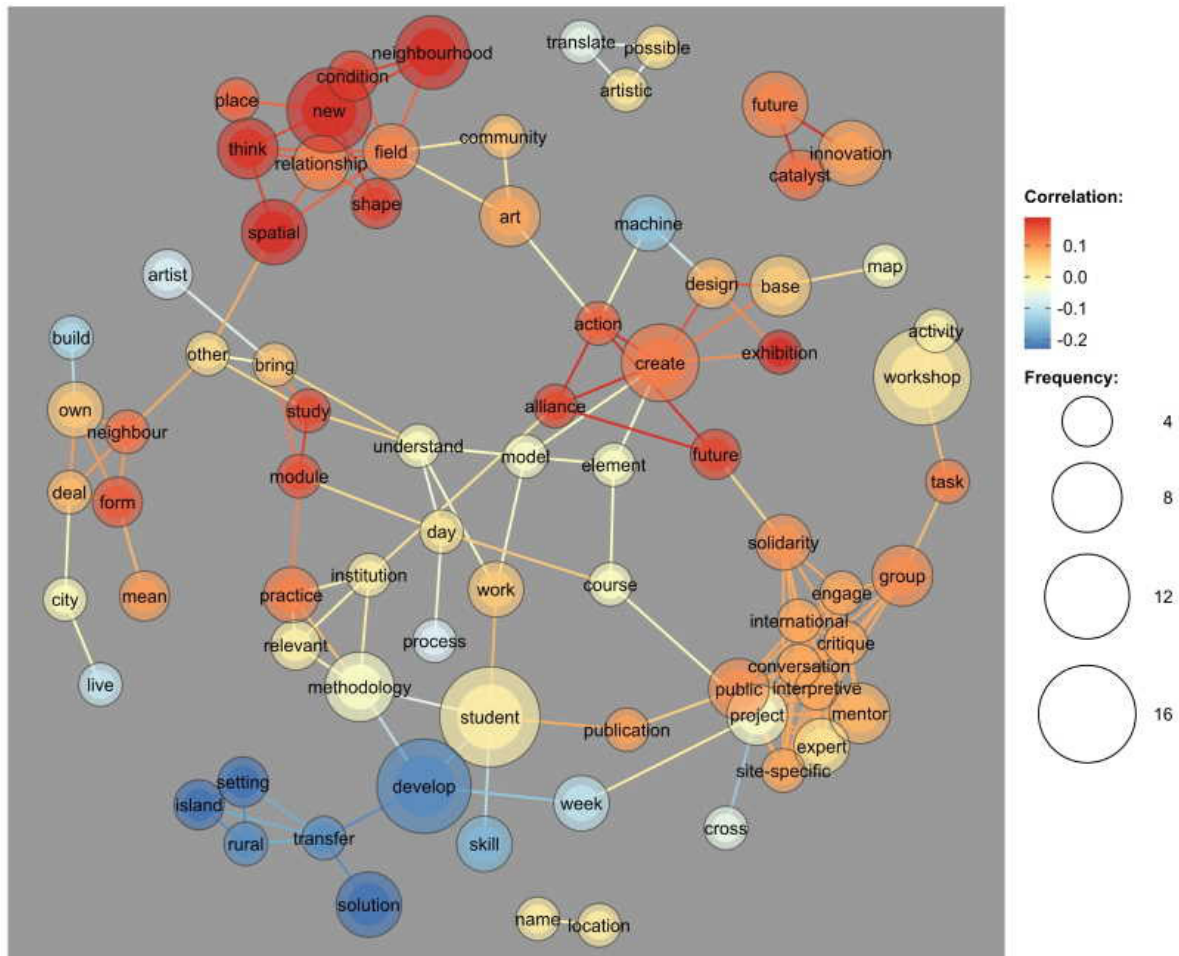 neighbourhood
translate
possible
condition
artistic
place
new
future
community
think
field
innovation
relationship
catalyst
shape
art
spatial
machine
artist
map
design
base
action
build
other
activity
bring
exhibition
create
workshop
own
alliance
study
neighbour
understand
model
element
future
module
task
deal
form
day
solidarity
institution
group
practice
work
course
engage
city
mean
international
relevant
process
critique
conversation
live
methodology
public
interpretive
student
project
mentor
publication
expert
site-specific
setting
develop
island
week
cross
rural
transfer
skill
solution
name
location
Correlation:
0.1
0.0
-0.1
-0.2
Frequency:
4
8
12
16